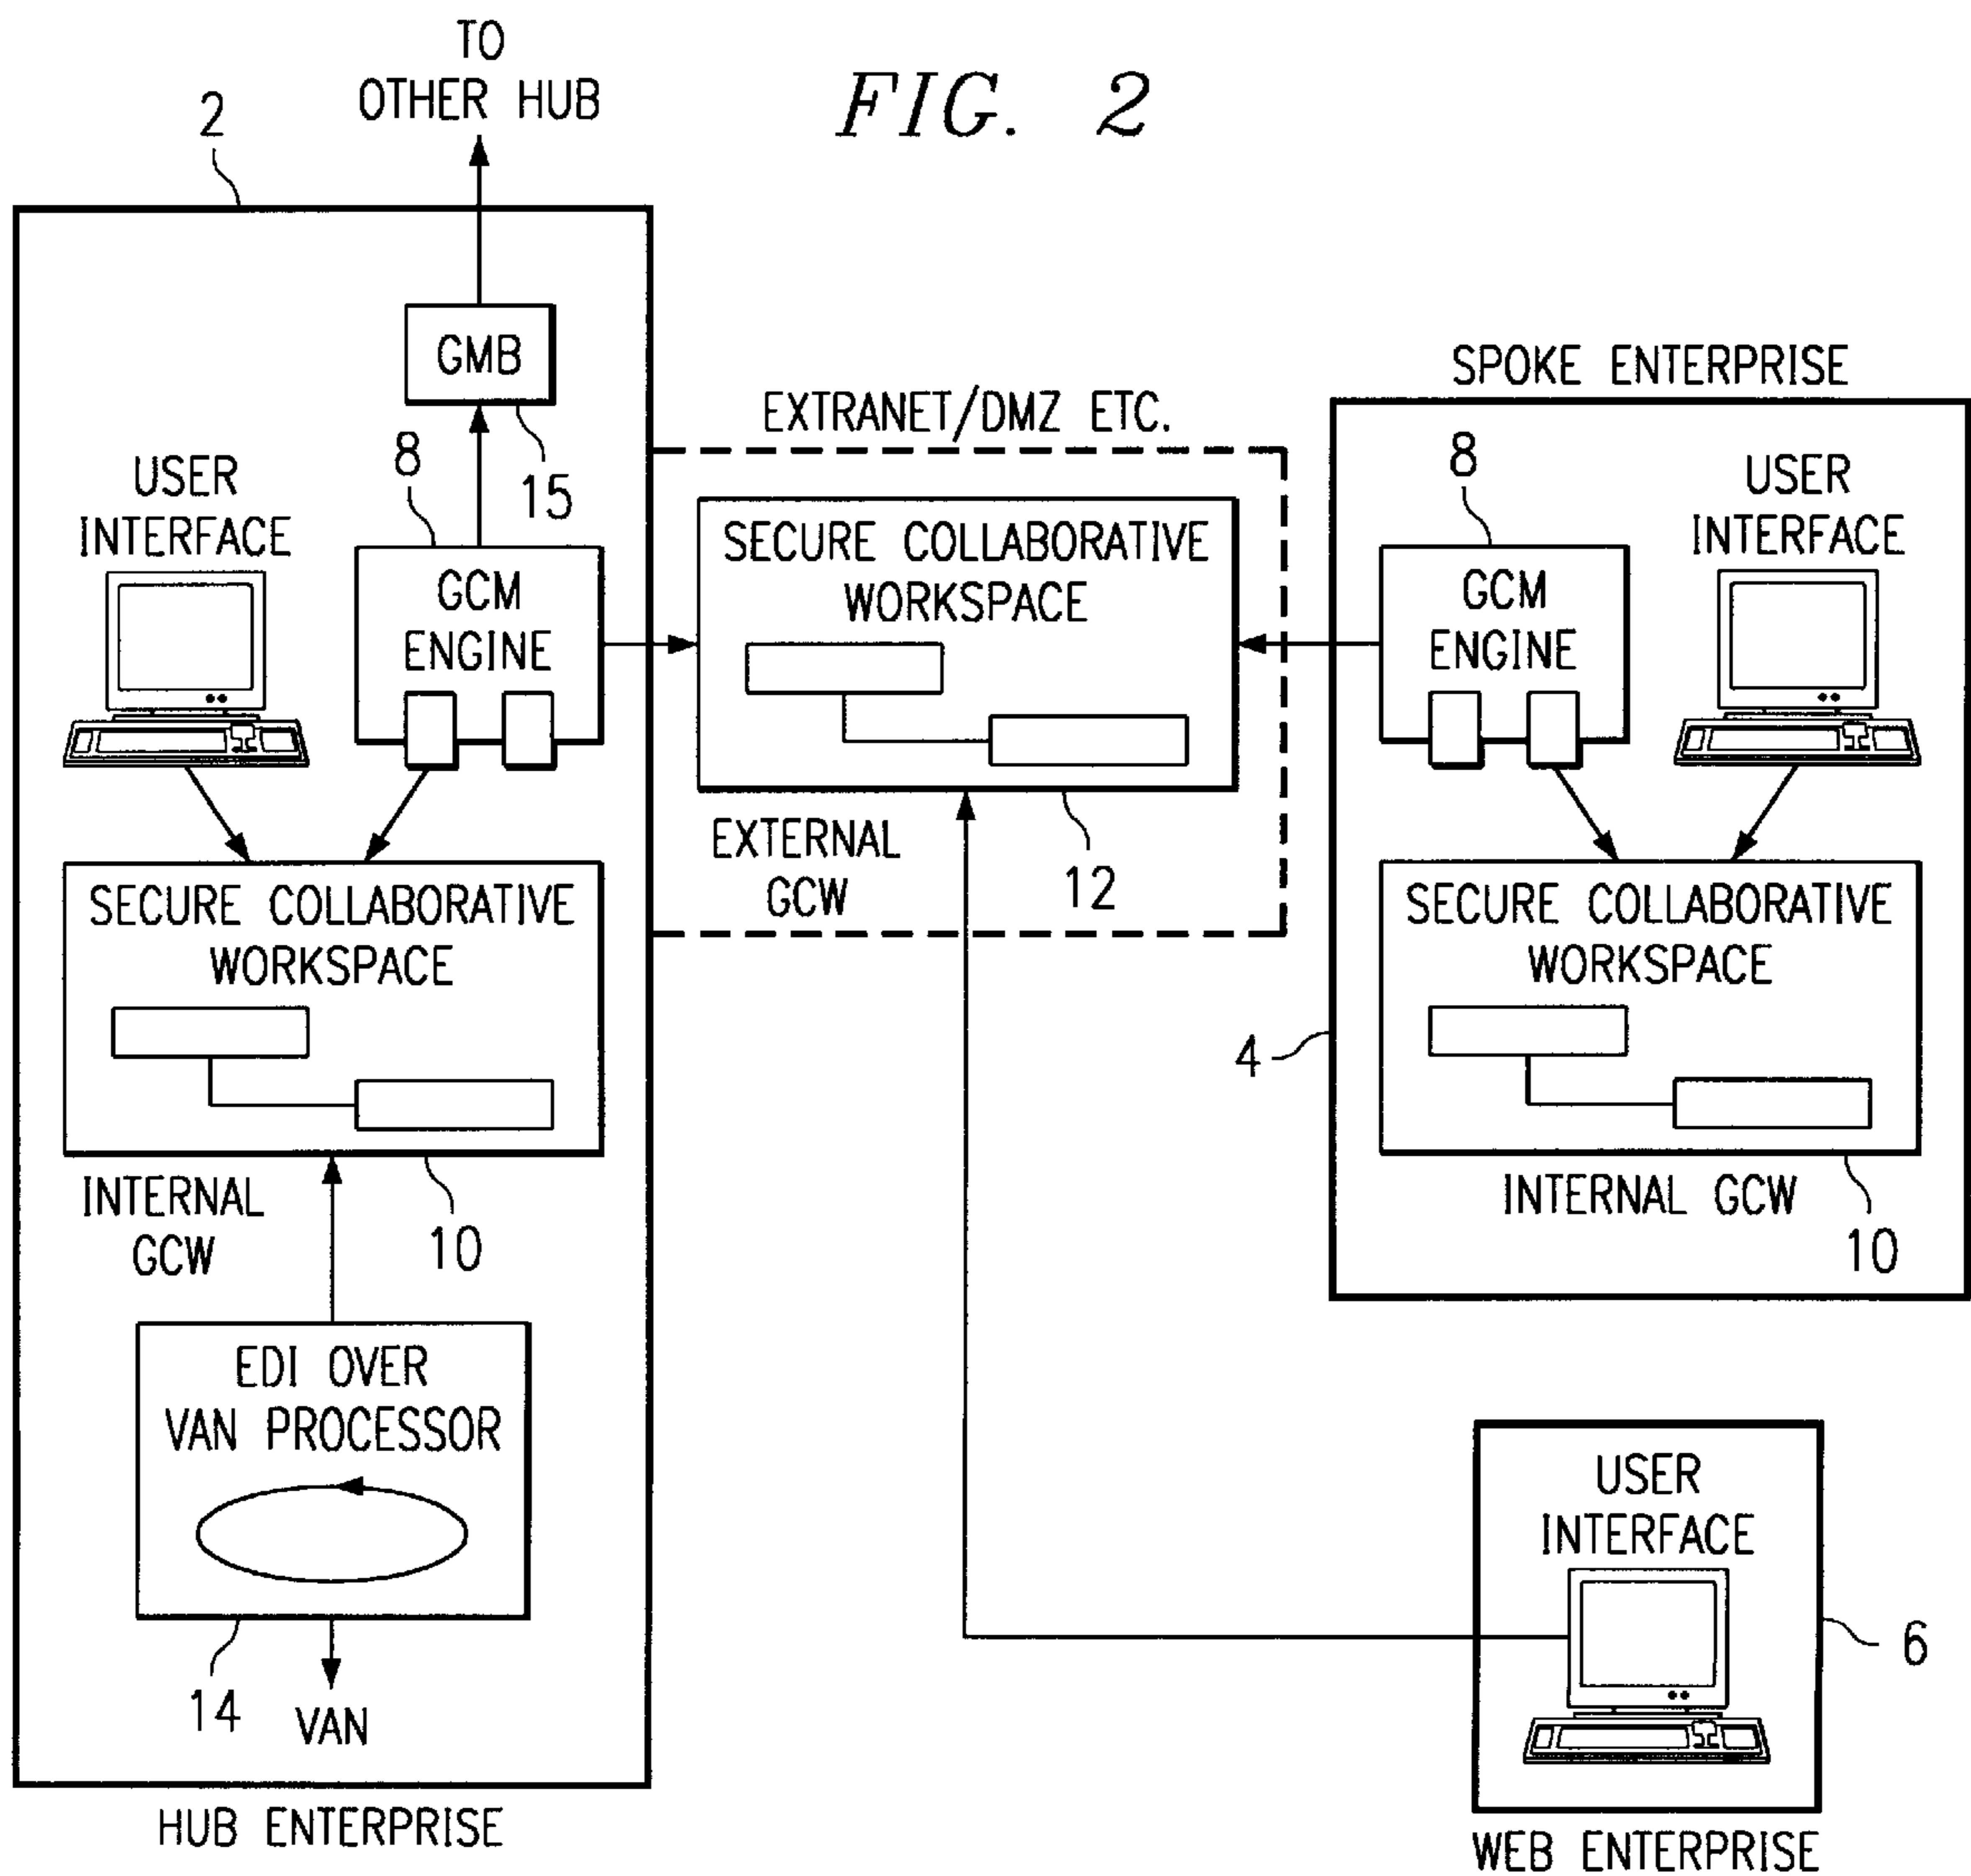 FIG. 2
TO
OTHER HUB
2
GMB
15
8
USER
INTERFACE
GCM
ENGINE
SECURE COLLABORATIVE
WORKSPACE
INTERNAL
GCW
10
EDI OVER
VAN PROCESSOR
14
VAN
HUB ENTERPRISE
EXTRANET/DMZ ETC.
SECURE COLLABORATIVE
WORKSPACE
EXTERNAL
GCW
12
SPOKE ENTERPRISE
8
USER
INTERFACE
GCM
ENGINE
SECURE COLLABORATIVE
WORKSPACE
4
INTERNAL GCW
10
USER
INTERFACE
6
WEB ENTERPRISE